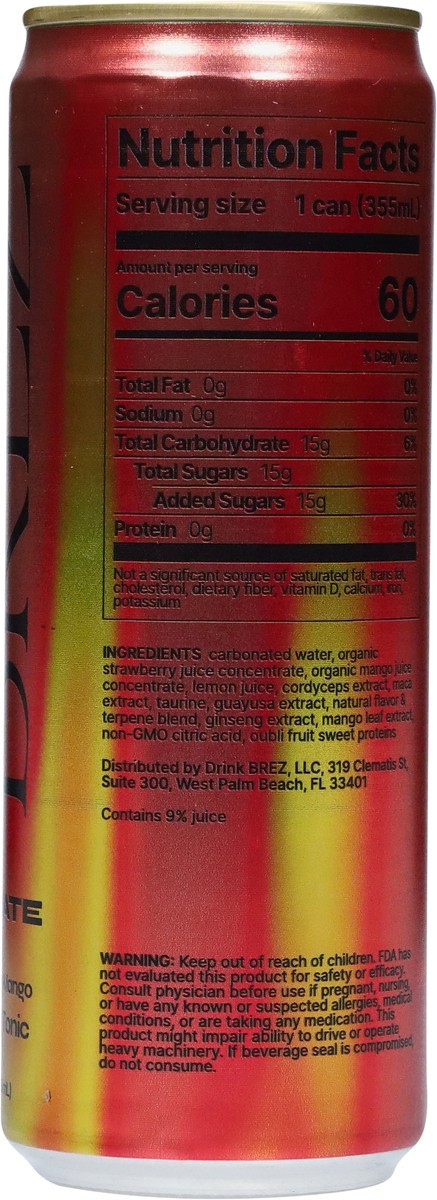 Nutrition Facts
Serving size 1 can (355mL)
Amount per serving
Calories 60
% Daily Value
Total Fat 0g 0%
Sodium 0g 0%
Total Carbohydrate 15g 6%
Total Sugars 15g
Added Sugars 15g 30%
Protein 0g 0%
Not a significant source of saturated fat, trans fat,
cholesterol, dietary fiber, vitamin D, calcium, iron,
potassium
INGREDIENTS carbonated water, organic
strawberry juice concentrate, organic mango juice
concentrate, lemon juice, cordyceps extract, maca
extract, taurine, guayusa extract, natural flavor &
terpene blend, ginseng extract, mango leaf extract,
non-GMO citric acid, oubli fruit sweet proteins
Distributed by Drink BREZ, LLC, 319 Clematis St,
Suite 300, West Palm Beach, FL 33401
Contains 9% juice
WARNING: Keep out of reach of children. FDA has
not evaluated this product for safety or efficacy.
Consult physician before use if pregnant, nursing,
or have any known or suspected allergies, medical
conditions, or are taking any medication. This
product might impair ability to drive or operate
heavy machinery. If beverage seal is compromised,
do not consume.
BREZ
ATE
Mango
Tonic
mL)